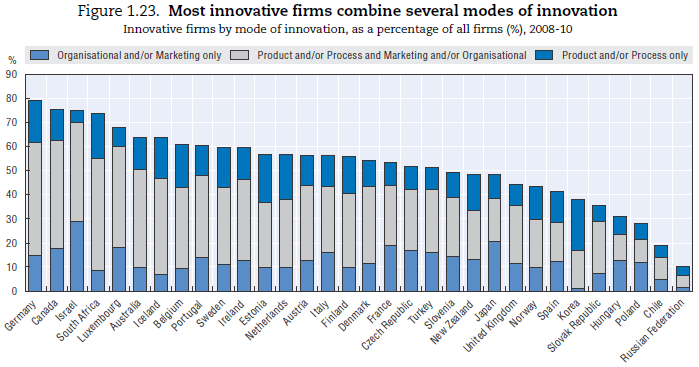 Figure 1.23. Most innovative firms combine several modes of innovation
Innovative firms by mode of innovation, as a percentage of all firms (%), 2008-10
Organisational and/or Marketing only
Product and/or Process and Marketing and/or Organisational
Product and/or Process only
%
90
80
70
60
50
40
30
20
10
0
Germany
Canada
Israel
South Africa
Luxembourg
Australia
Iceland
Belgium
Portugal
Sweden
Ireland
Estonia
Netherlands
Austria
Italy
Finland
Denmark
France
Czech Republic
Turkey
Slovenia
New Zealand
Japan
United Kingdom
Norway
Spain
Korea
Slovak Republic
Hungary
Poland
Chile
Russian Federation